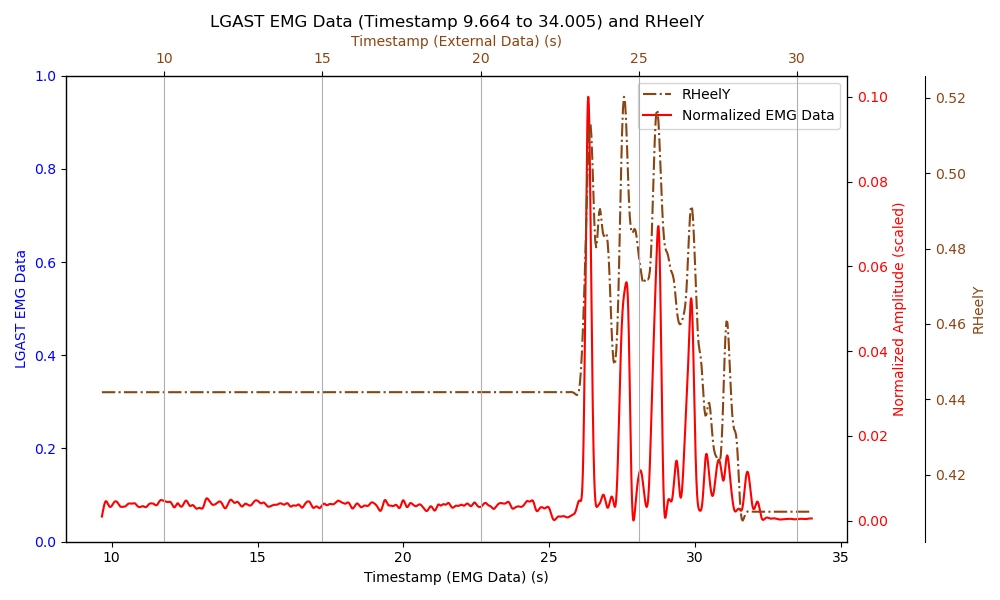 LGAST EMG Data (Timestamp 9.664 to 34.005) and RHeelY
Timestamp (External Data) (s)
10 15 20 25 30
RHeelY
Normalized EMG Data
LGAST EMG Data
1.0
0.8
0.6
0.4
0.2
0.0
0.10
0.08
0.06
0.04
0.02
0.00
Normalized Amplitude (scaled)
0.52
0.50
0.48
0.46
0.44
0.42
RHeelY
10 15 20 25 30 35
Timestamp (EMG Data) (s)